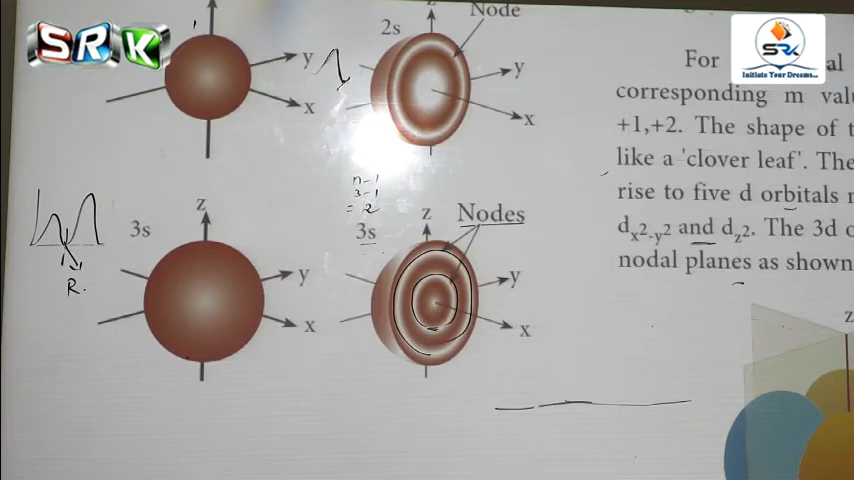 SRK
SRK
Initiate Your Dreams...
2s
Node
y
x
y
x
z
3s
y
x
R.
n-1
3-1
= 2
3s
z
Nodes
y
x
For
al
corresponding m valu
+1,+2. The shape of t
like a 'clover leaf'. The
rise to five d orbitals
dx²-y² and dz². The 3d o
nodal planes as shown
z